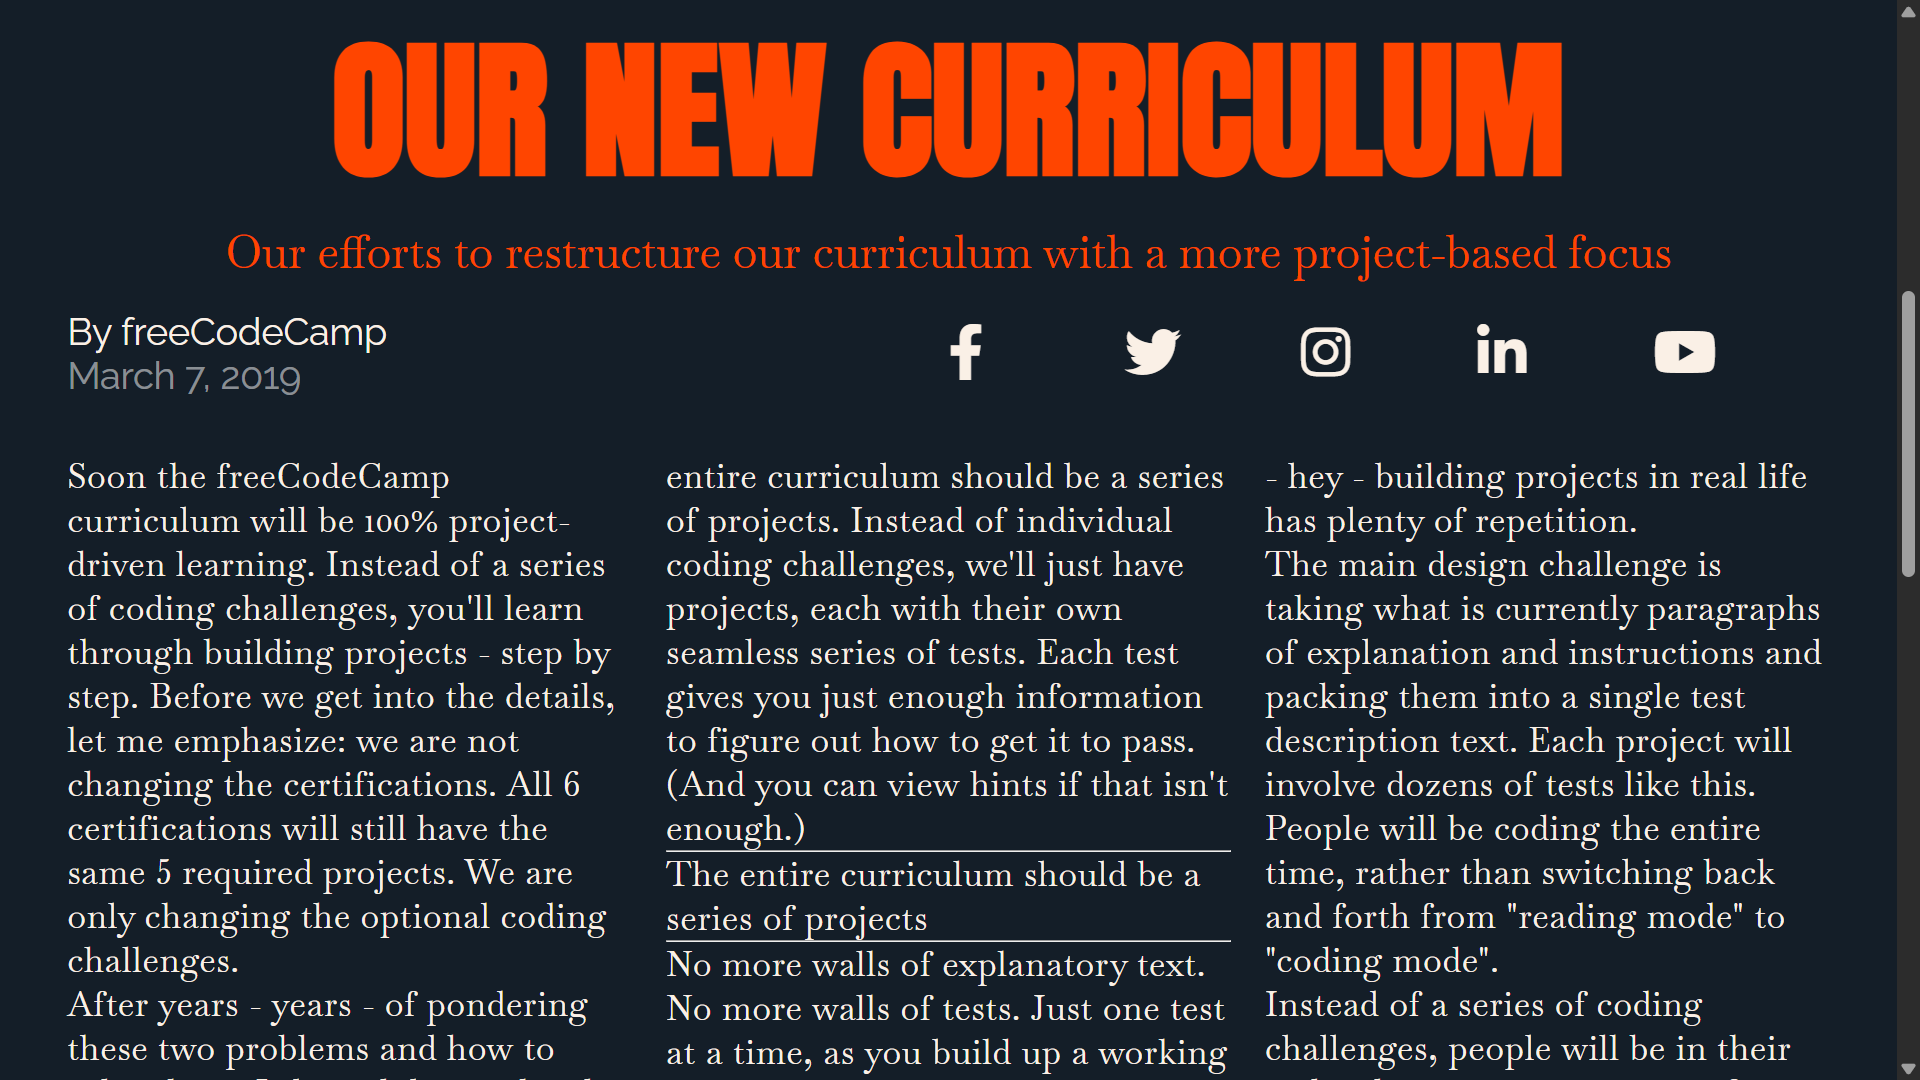 OUR NEW CURRICULUM
Our efforts to restructure our curriculum with a more project-based focus
By freeCodeCamp
March 7, 2019
Soon the freeCodeCamp
curriculum will be 100% project-
driven learning. Instead of a series
of coding challenges, you'll learn
through building projects - step by
step. Before we get into the details,
let me emphasize: we are not
changing the certifications. All 6
certifications will still have the
same 5 required projects. We are
only changing the optional coding
challenges.
After years - years - of pondering
these two problems and how to
entire curriculum should be a series
of projects. Instead of individual
coding challenges, we'll just have
projects, each with their own
seamless series of tests. Each test
gives you just enough information
to figure out how to get it to pass.
(And you can view hints if that isn't
enough.)
The entire curriculum should be a
series of projects
No more walls of explanatory text.
No more walls of tests. Just one test
at a time, as you build up a working
- hey - building projects in real life
has plenty of repetition.
The main design challenge is
taking what is currently paragraphs
of explanation and instructions and
packing them into a single test
description text. Each project will
involve dozens of tests like this.
People will be coding the entire
time, rather than switching back
and forth from "reading mode" to
"coding mode".
Instead of a series of coding
challenges, people will be in their